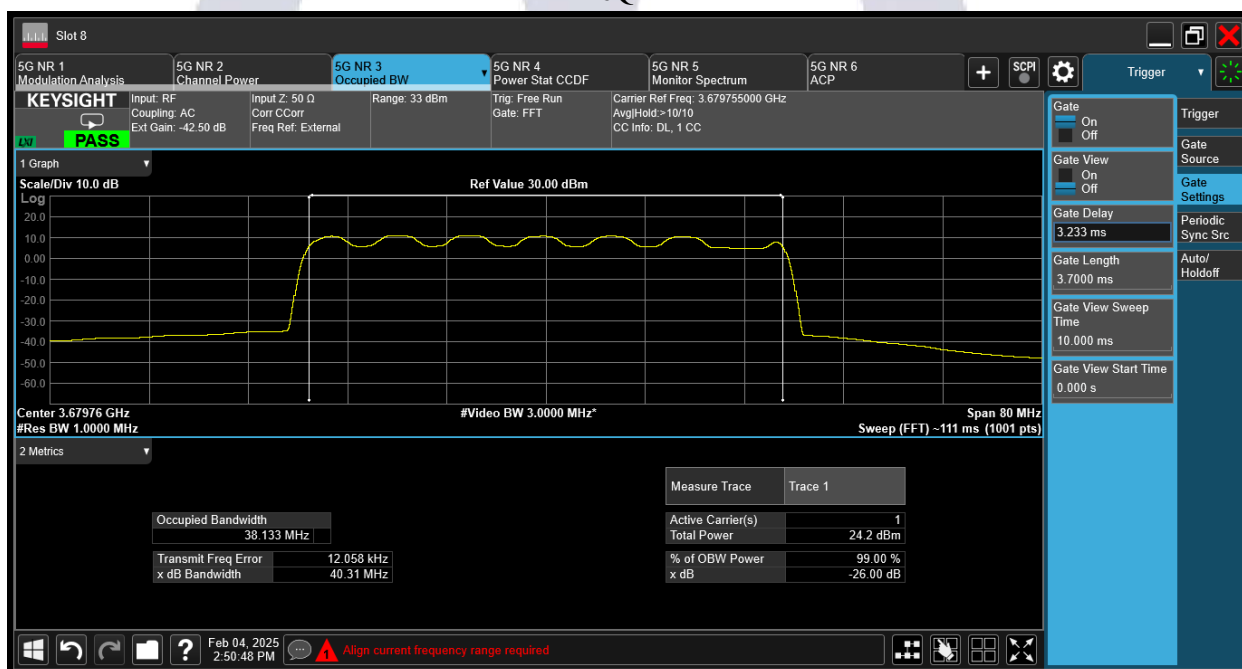 Slot 8
5G NR 1
Modulation Analysis
5G NR 2
Channel Power
5G NR 3
Occupied BW
5G NR 4
Power Stat CCDF
5G NR 5
Monitor Spectrum
5G NR 6
ACP
SCPI
Trigger
KEYSIGHT
LXI
PASS
Input: RF
Coupling: AC
Ext Gain: -42.50 dB
Input Z: 50 Ω
Corr CCorr
Freq Ref: External
Range: 33 dBm
Trig: Free Run
Gate: FFT
Carrier Ref Freq: 3.679755000 GHz
Avg|Hold:>10/10
CC Info: DL, 1 CC
1 Graph
Scale/Div 10.0 dB
Ref Value 30.00 dBm
Log
20.0
10.0
0.00
-10.0
-20.0
-30.0
-40.0
-50.0
-60.0
Center 3.67976 GHz
#Video BW 3.0000 MHz*
Span 80 MHz
#Res BW 1.0000 MHz
Sweep (FFT) ~111 ms (1001 pts)
2 Metrics
Measure Trace Trace 1
Occupied Bandwidth
38.133 MHz
Active Carrier(s) 1
Total Power 24.2 dBm
Transmit Freq Error 12.058 kHz
x dB Bandwidth 40.31 MHz
% of OBW Power 99.00 %
x dB -26.00 dB
Gate
On
Off
Gate View
On
Off
Gate Delay
3.233 ms
Gate Length
3.7000 ms
Gate View Sweep
Time
10.000 ms
Gate View Start Time
0.000 s
Trigger
Gate
Source
Gate
Settings
Periodic
Sync Src
Auto/
Holdoff
?
Feb 04, 2025
2:50:48 PM
1
Align current frequency range required